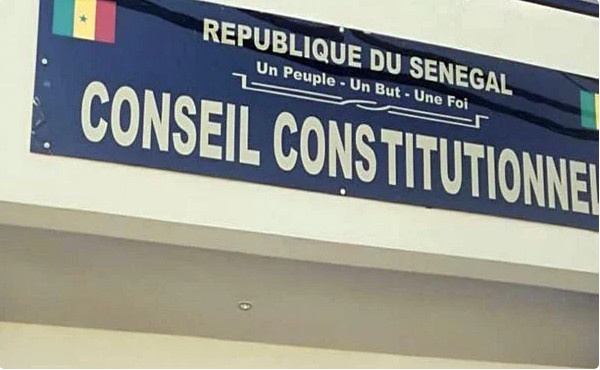 REPUBLIQUE DU SENEGAL
Un Peuple - Un But - Une Foi
CONSEIL CONSTITUTIONNEL